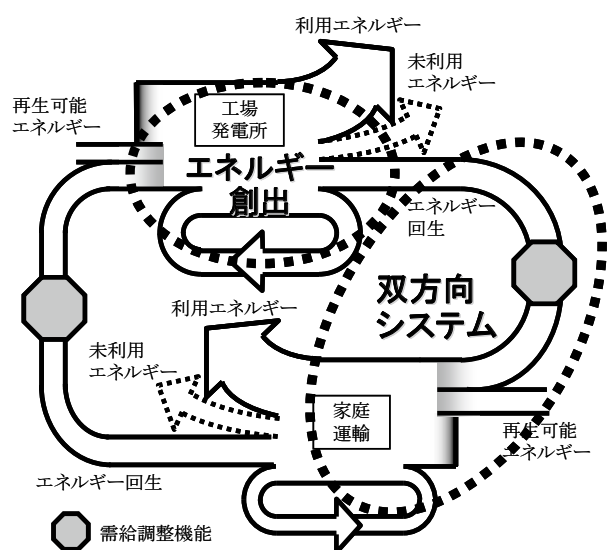 利用エネルギー
未利用
エネルギー
再生可能
エネルギー
工場
発電所
エネルギー
創出
エネルギー
回生
双方向
システム
利用エネルギー
未利用
エネルギー
家庭
運輸
再生可能
エネルギー
エネルギー回生
需給調整機能